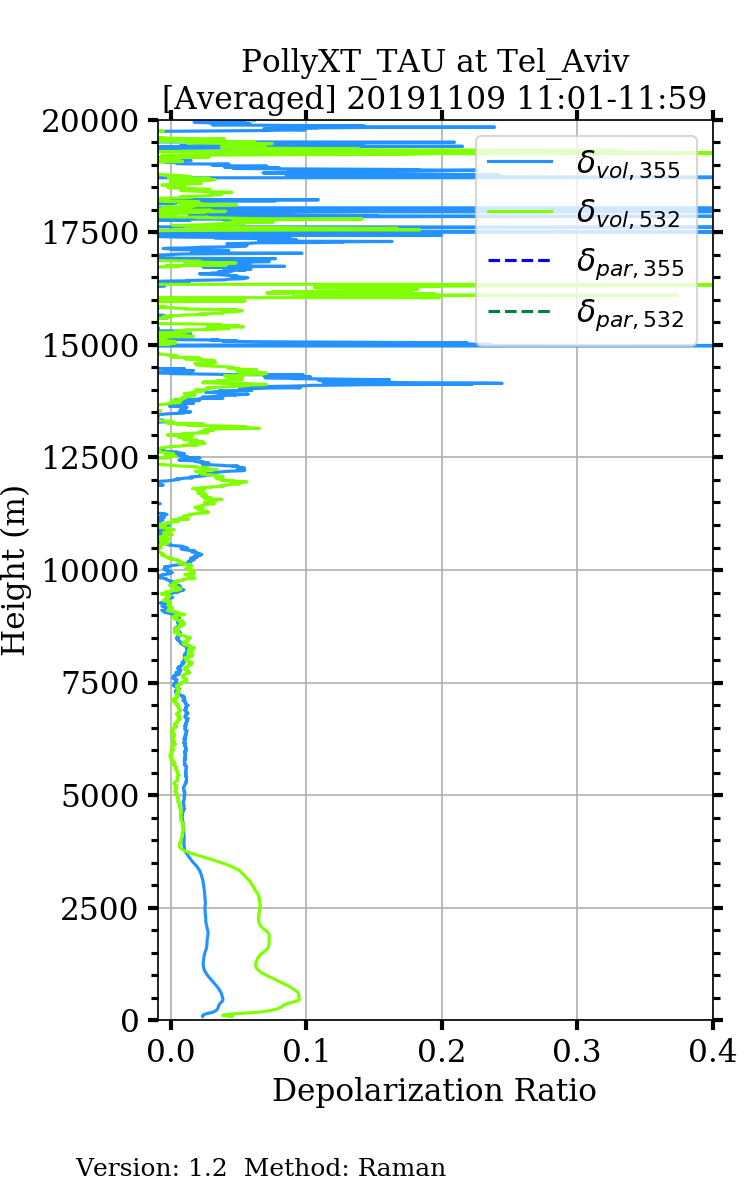 PollyXT_TAU at Tel_Aviv
[Averaged] 20191109 11:01-11:59
20000
17500
15000
12500
10000
7500
5000
2500
0
Height (m)
δvol, 355
δvol, 532
δpar, 355
δpar, 532
0.0 0.1 0.2 0.3 0.4
Depolarization Ratio
Version: 1.2 Method: Raman